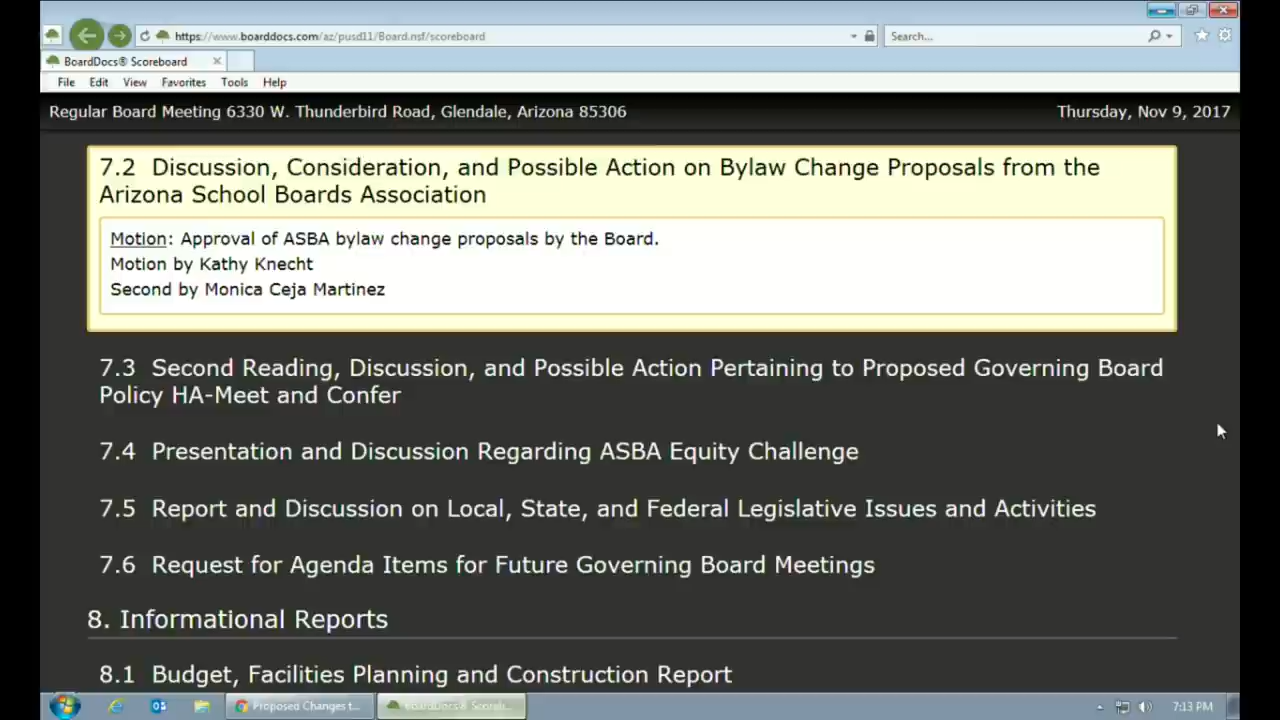 https://www.boarddocs.com/az/pusd11/Board.nsf/scoreboard
Search...
BoardDocs® Scoreboard
File Edit View Favorites Tools Help
Regular Board Meeting 6330 W. Thunderbird Road, Glendale, Arizona 85306
Thursday, Nov 9, 2017
7.2 Discussion, Consideration, and Possible Action on Bylaw Change Proposals from the
Arizona School Boards Association
Motion: Approval of ASBA bylaw change proposals by the Board.
Motion by Kathy Knecht
Second by Monica Ceja Martinez
7.3 Second Reading, Discussion, and Possible Action Pertaining to Proposed Governing Board
Policy HA-Meet and Confer
7.4 Presentation and Discussion Regarding ASBA Equity Challenge
7.5 Report and Discussion on Local, State, and Federal Legislative Issues and Activities
7.6 Request for Agenda Items for Future Governing Board Meetings
8. Informational Reports
8.1 Budget, Facilities Planning and Construction Report
Proposed Changes t...
BoardDocs® Scoreb...
7:13 PM